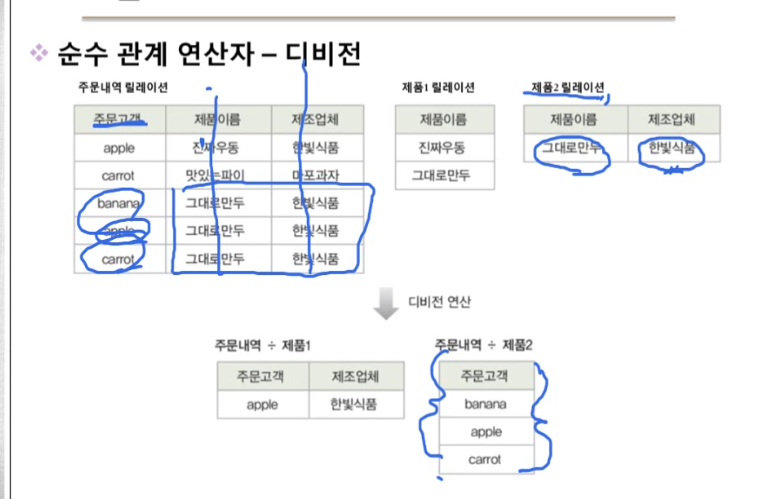 순수 관계 연산자 – 디비전
주문내역 릴레이션
주문고객 제품이름 제조업체
apple 진짜우동 한빛식품
carrot 맛있는파이 마포과자
banana 그대로만두 한빛식품
apple 그대로만두 한빛식품
carrot 그대로만두 한빛식품
제품1 릴레이션
제품이름
진짜우동
그대로만두
제품2 릴레이션
제품이름 제조업체
그대로만두 한빛식품
디비전 연산
주문내역 ÷ 제품1
주문고객 제조업체
apple 한빛식품
주문내역 ÷ 제품2
주문고객
banana
apple
carrot